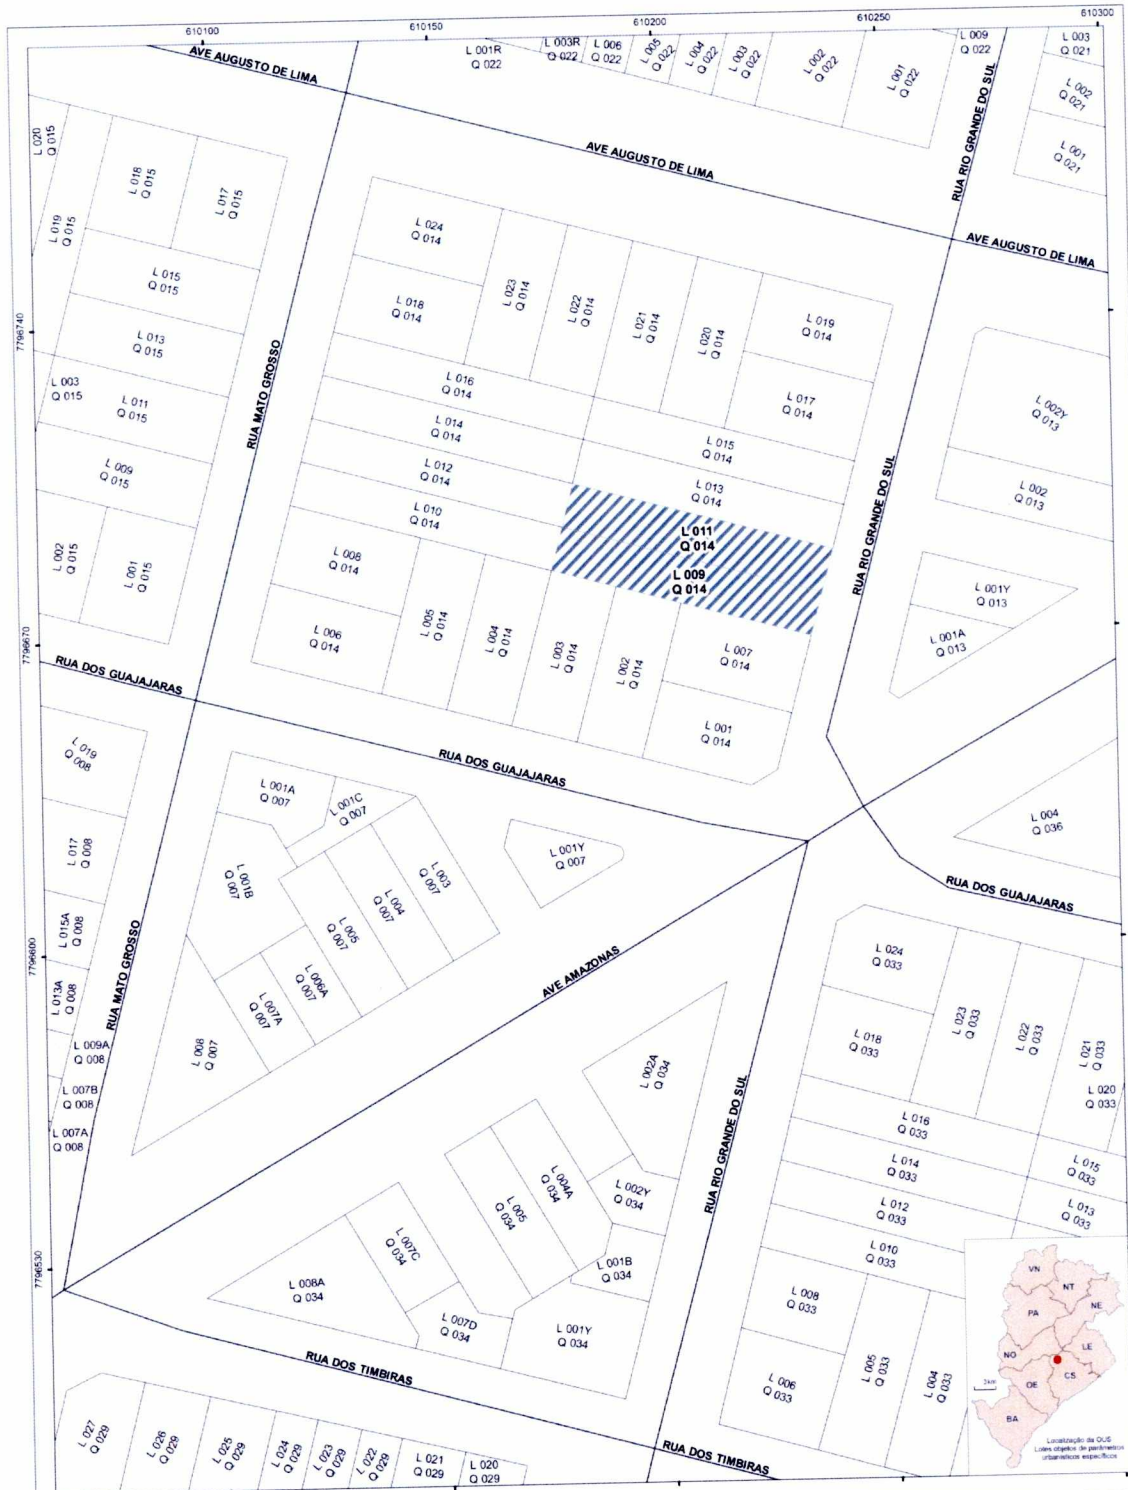 610100
610150
610200
610250
610300
L 001R
Q 022
L 003R
Q 022
L 006
Q 022
L 005
Q 022
L 004
Q 022
L 003
Q 022
L 002
Q 022
L 001
Q 022
L 009
Q 022
L 003
Q 021
L 002
Q 021
L 001
Q 021
AVE AUGUSTO DE LIMA
AVE AUGUSTO DE LIMA
AVE AUGUSTO DE LIMA
RUA RIO GRANDE DO SUL
L 020
Q 015
L 019
Q 015
L 018
Q 015
L 017
Q 015
L 015
Q 015
L 013
Q 015
L 003
Q 015
L 011
Q 015
L 009
Q 015
L 002
Q 015
L 001
Q 015
7796740
RUA MATO GROSSO
L 024
Q 014
L 018
Q 014
L 023
Q 014
L 022
Q 014
L 021
Q 014
L 020
Q 014
L 019
Q 014
L 017
Q 014
L 016
Q 014
L 014
Q 014
L 012
Q 014
L 010
Q 014
L 015
Q 014
L 013
Q 014
L 011
Q 014
L 009
Q 014
L 008
Q 014
L 006
Q 014
L 005
Q 014
L 004
Q 014
L 003
Q 014
L 002
Q 014
L 007
Q 014
L 001
Q 014
RUA RIO GRANDE DO SUL
L 002Y
Q 013
L 002
Q 013
L 001Y
Q 013
L 001A
Q 013
7796670
RUA DOS GUAJAJARAS
RUA DOS GUAJAJARAS
RUA DOS GUAJAJARAS
L 004
Q 036
L 019
Q 008
L 017
Q 008
L 015A
Q 008
L 013A
Q 008
L 009A
Q 008
L 007B
Q 008
L 007A
Q 008
7796600
RUA MATO GROSSO
L 001A
Q 007
L 001C
Q 007
L 001B
Q 007
L 003
Q 007
L 004
Q 007
L 005
Q 007
L 006A
Q 007
L 007A
Q 007
L 008
Q 007
L 001Y
Q 007
AVE AMAZONAS
L 024
Q 033
L 018
Q 033
L 023
Q 033
L 022
Q 033
L 021
Q 033
L 020
Q 033
L 016
Q 033
L 014
Q 033
L 012
Q 033
L 010
Q 033
L 015
Q 033
L 013
Q 033
L 008
Q 033
L 006
Q 033
L 005
Q 033
L 004
Q 033
RUA RIO GRANDE DO SUL
L 002A
Q 034
L 004A
Q 034
L 005
Q 034
L 002Y
Q 034
L 001B
Q 034
L 007C
Q 034
L 008A
Q 034
L 007D
Q 034
L 001Y
Q 034
7796530
RUA DOS TIMBIRAS
RUA DOS TIMBIRAS
L 027
Q 029
L 026
Q 029
L 025
Q 029
L 024
Q 029
L 023
Q 029
L 022
Q 029
L 021
Q 029
L 020
Q 029
VN
NT
PA
NE
NO
LE
OE
CS
BA
2km
Localização da OUS
Lotes objetos de parâmetros
urbanísticos específicos